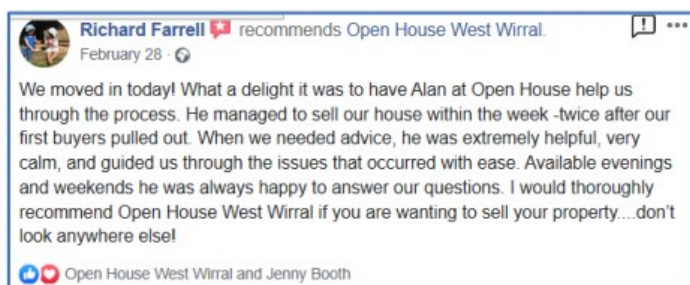 Richard Farrell recommends Open House West Wirral.
February 28 ·
We moved in today! What a delight it was to have Alan at Open House help us
through the process. He managed to sell our house within the week -twice after our
first buyers pulled out. When we needed advice, he was extremely helpful, very
calm, and guided us through the issues that occurred with ease. Available evenings
and weekends he was always happy to answer our questions. I would thoroughly
recommend Open House West Wirral if you are wanting to sell your property....don't
look anywhere else!
Open House West Wirral and Jenny Booth